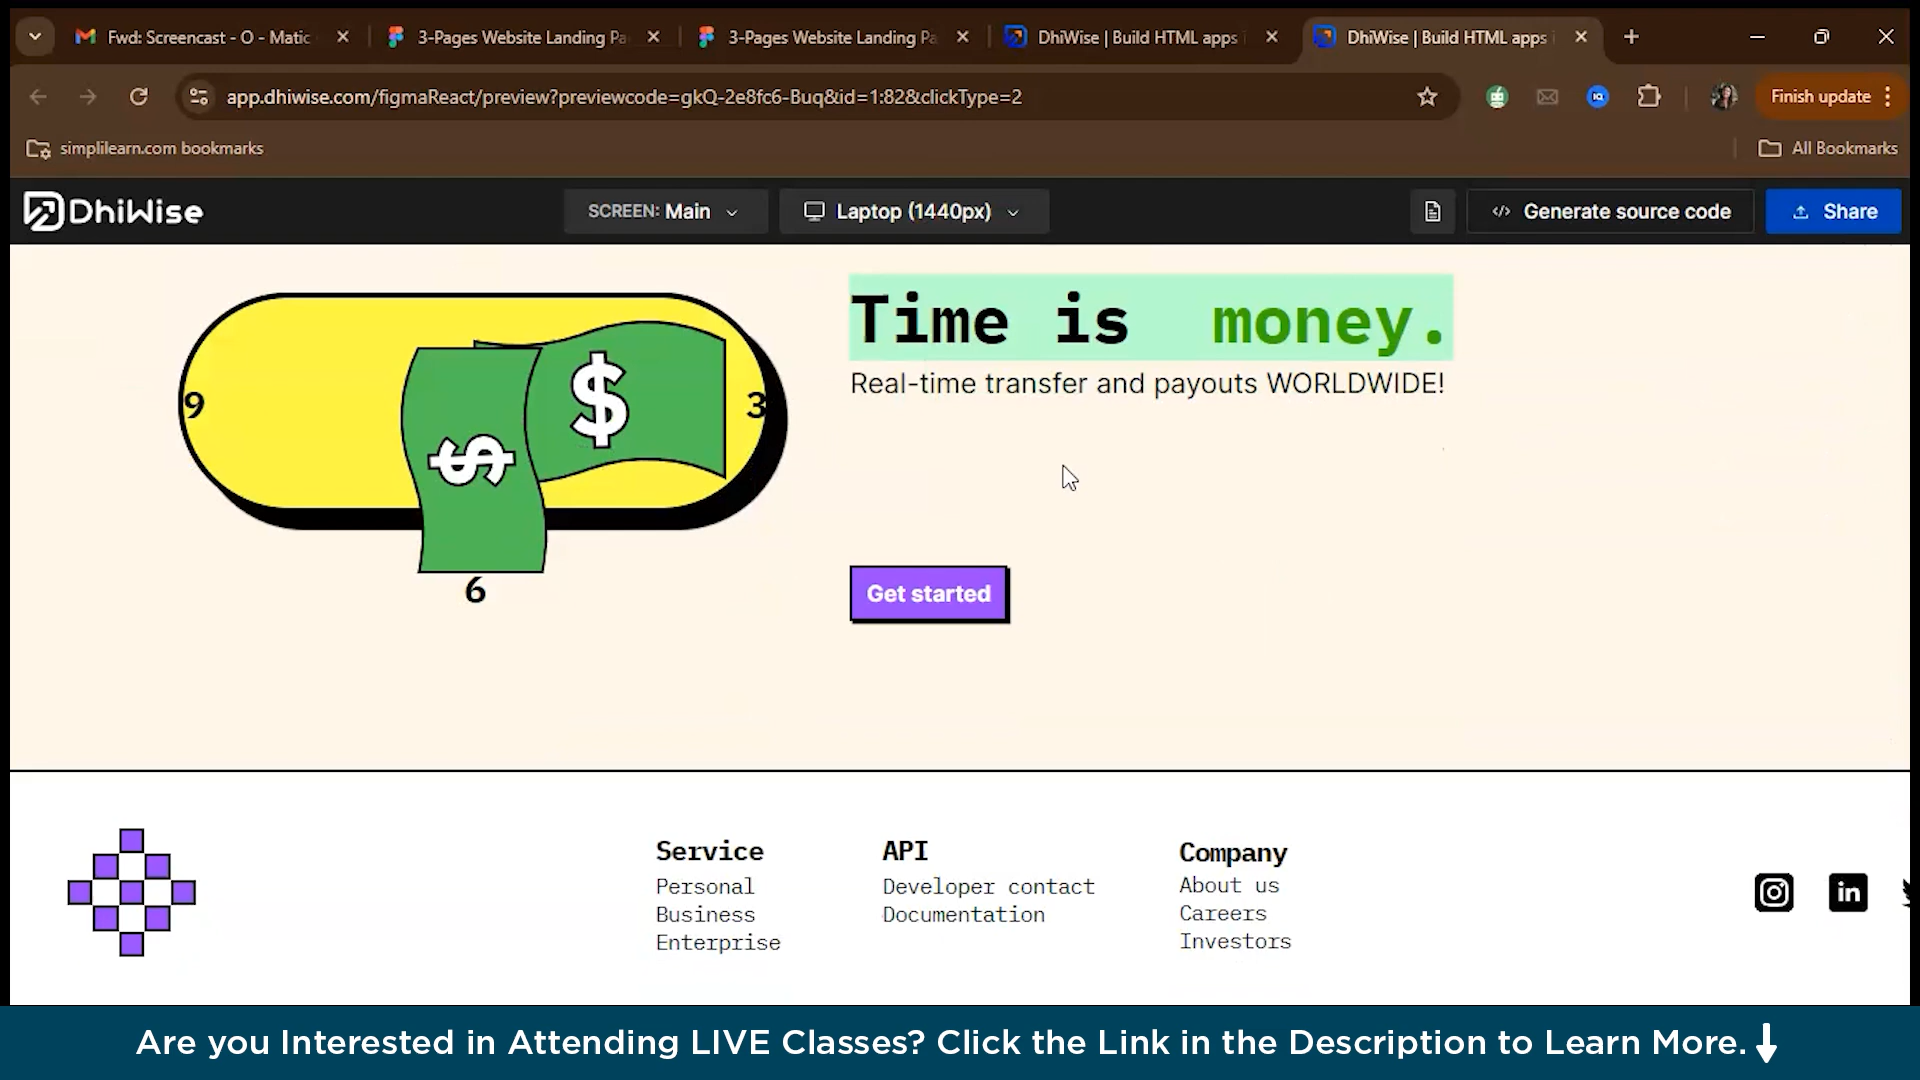 Fwd: Screencast - O - Matic
3-Pages Website Landing Pa
3-Pages Website Landing Pa
DhiWise | Build HTML apps i
DhiWise | Build HTML apps i
app.dhiwise.com/figmaReact/preview?previewcode=gkQ-2e8fc6-Buq&id=1:82&clickType=2
Finish update
simplilearn.com bookmarks
All Bookmarks
DhiWise
SCREEN: Main
Laptop (1440px)
</> Generate source code
Share
Time is money.
Real-time transfer and payouts WORLDWIDE!
9
3
$
$
6
Get started
Service
Personal
Business
Enterprise
API
Developer contact
Documentation
Company
About us
Careers
Investors
in
Are you Interested in Attending LIVE Classes? Click the Link in the Description to Learn More.